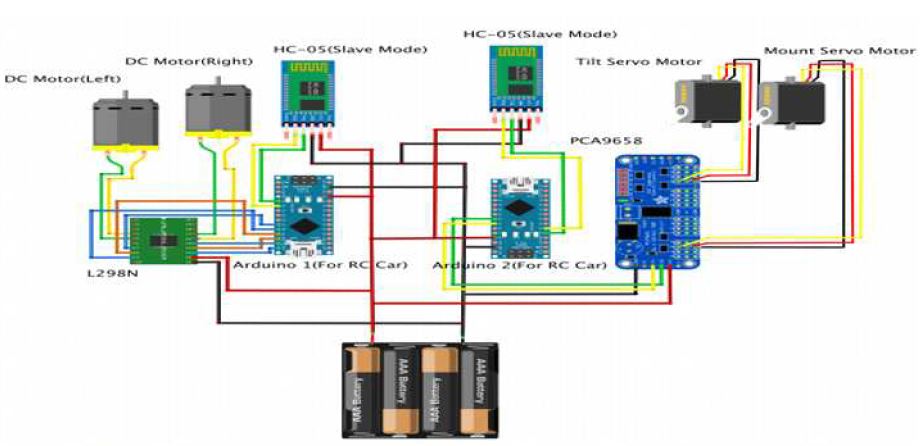 HC-05(Slave Mode)
HC-05(Slave Mode)
DC Motor(Right)
DC Motor(Left)
Tilt Servo Motor
Mount Servo Motor
PCA9658
L298N
Arduino 1(For RC Car)
Arduino 2(For RC Car)
AAA Battery
AAA Battery
AAA Battery
AAA Battery